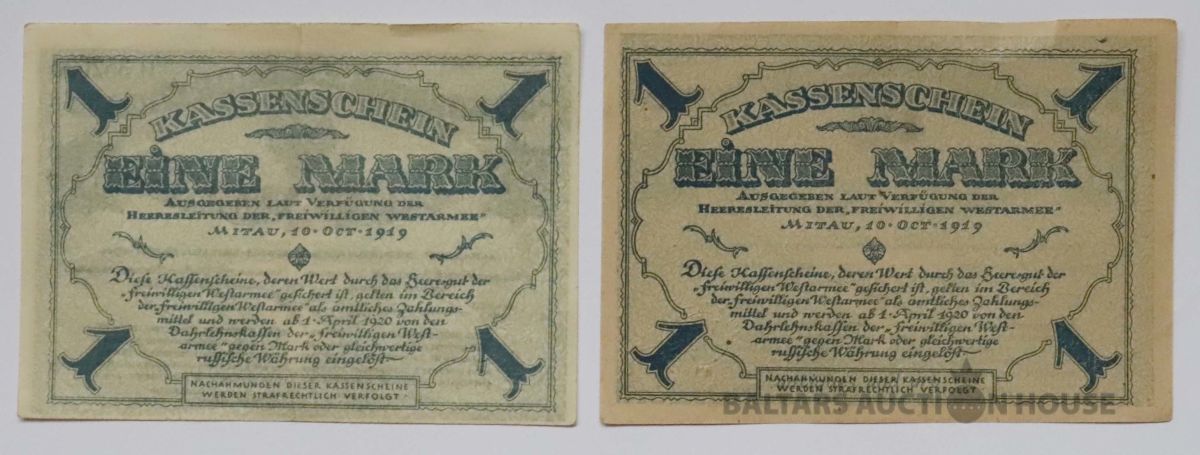 1 1
KASSENSCHEIN
EINE MARK
AUSGEGEBEN LAUT VERFÜGUNG DER
HEERESLEITUNG DER „FREIWILLIGEN WESTARMEE“
MITAU, 10·OCT·1919
Diese Kassenscheine, deren Wert durch das Heeresgut der
„freiwilligen Westarmee“ gesichert ist, gelten im Bereich
der „freiwilligen Westarmee“ als amtliches Zahlungs-
mittel und werden ab 1·April 1920 von den
Darlehnskassen der „freiwilligen West-
armee“ gegen Mark oder gleichwertige
russische Währung eingelöst
1 1
NACHAHMUNGEN DIESER KASSENSCHEINE
WERDEN STRAFRECHTLICH VERFOLGT
1 1
KASSENSCHEIN
EINE MARK
AUSGEGEBEN LAUT VERFÜGUNG DER
HEERESLEITUNG DER „FREIWILLIGEN WESTARMEE“
MITAU, 10·OCT·1919
Diese Kassenscheine, deren Wert durch das Heeresgut der
„freiwilligen Westarmee“ gesichert ist, gelten im Bereich
der „freiwilligen Westarmee“ als amtliches Zahlungs-
mittel und werden ab 1·April 1920 von den
Darlehnskassen der „freiwilligen West-
armee“ gegen Mark oder gleichwertige
russische Währung eingelöst
1 1
NACHAHMUNGEN DIESER KASSENSCHEINE
WERDEN STRAFRECHTLICH VERFOLGT
BALTARS AUCTION HOUSE